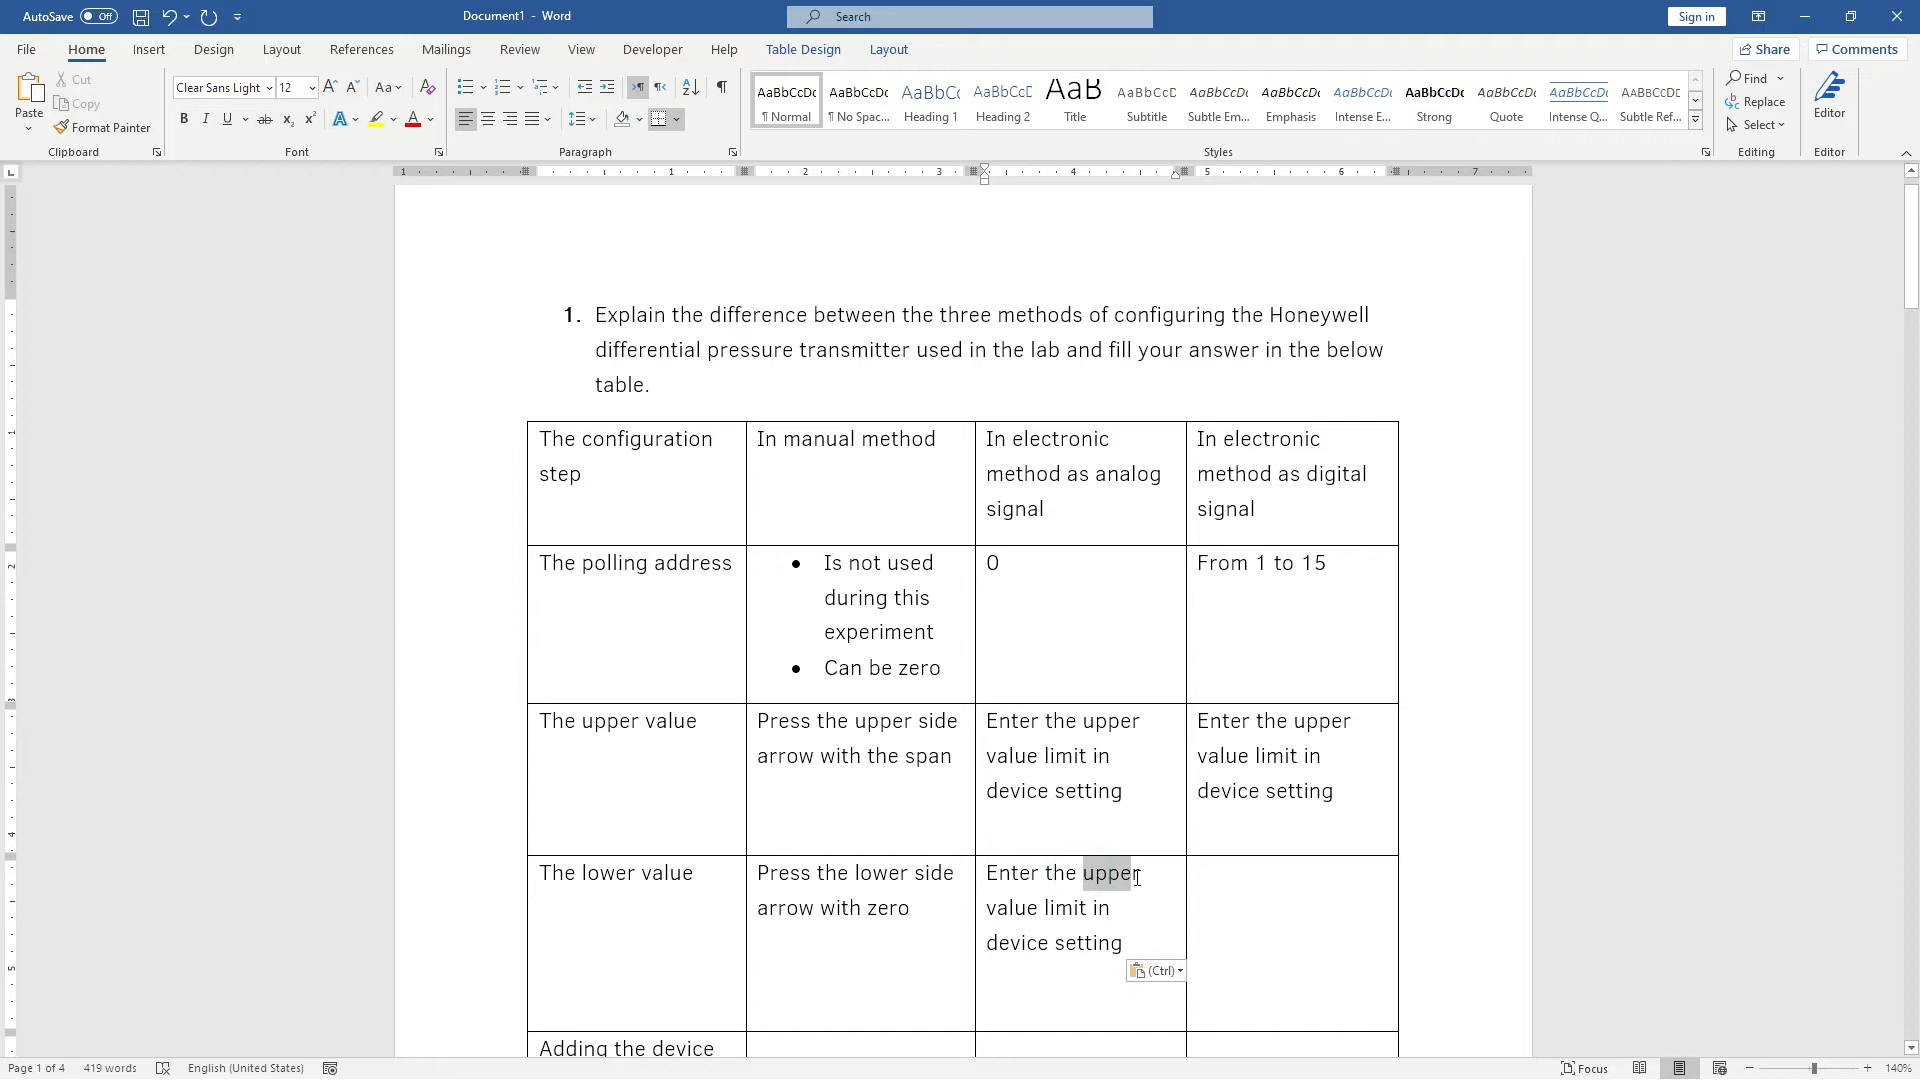 AutoSave Off
Document1 - Word
Search
Sign in
File Home Insert Design Layout References Mailings Review View Developer Help Table Design Layout
Share
Comments
Paste
Cut
Copy
Format Painter
Clipboard
Clear Sans Light 12
Font
Paragraph
AaBbCcDc AaBbCcDc AaBbCc AaBbCcD AaB AaBbCcD AaBbCcDc AaBbCcDc AaBbCcDc AaBbCcDc AaBbCcDc AaBbCcDc AaBbCcDc
¶ Normal ¶ No Spac... Heading 1 Heading 2 Title Subtitle Subtle Em... Emphasis Intense E... Strong Quote Intense Q... Subtle Ref...
Styles
Find
Replace
Select
Editing
Editor
Editor
1 1 2 3 4 5 6 7
1. Explain the difference between the three methods of configuring the Honeywell
differential pressure transmitter used in the lab and fill your answer in the below
table.
The configuration
step
In manual method
In electronic
method as analog
signal
In electronic
method as digital
signal
The polling address
• Is not used
during this
experiment
• Can be zero
0
From 1 to 15
The upper value
Press the upper side
arrow with the span
Enter the upper
value limit in
device setting
Enter the upper
value limit in
device setting
The lower value
Press the lower side
arrow with zero
Enter the upper
value limit in
device setting
(Ctrl)
Adding the device
Page 1 of 4 419 words English (United States)
Focus
140%